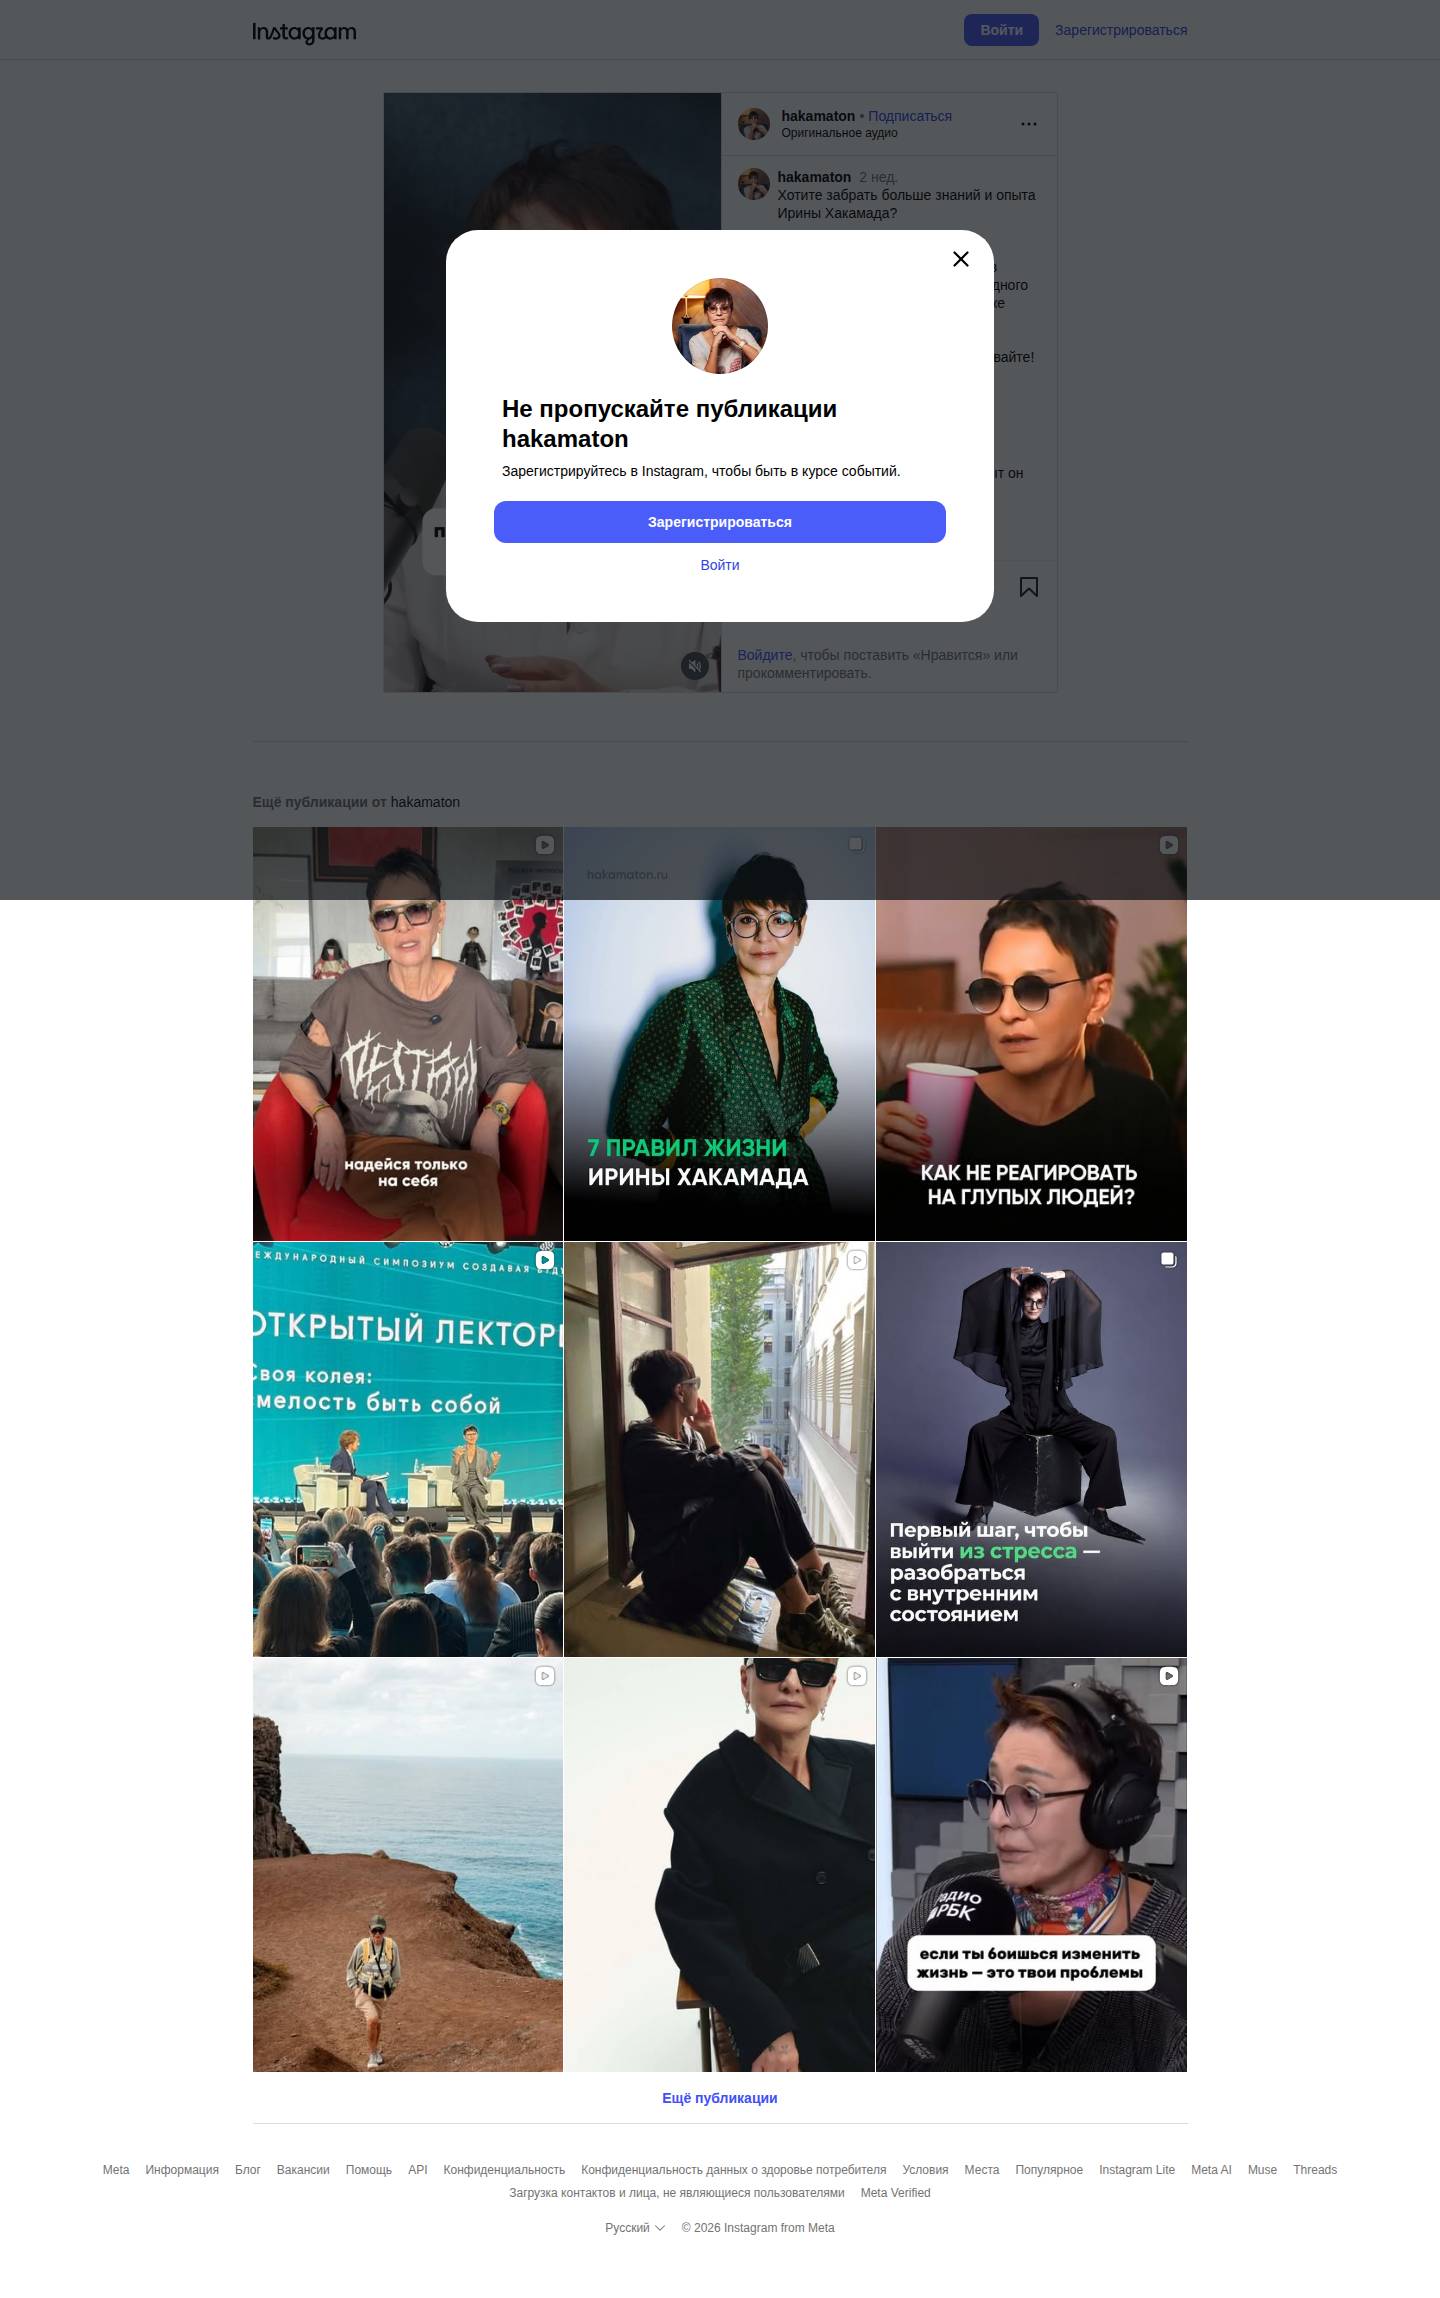 Instagram
Войти
Зарегистрироваться
hakamaton • Подписаться
Оригинальное аудио
hakamaton 2 нед.
Хотите забрать больше знаний и опыта
Ирины Хакамада?
Не пропускайте публикации
hakamaton
Зарегистрируйтесь в Instagram, чтобы быть в курсе событий.
Зарегистрироваться
Войти
Войдите, чтобы поставить «Нравится» или
прокомментировать.
Ещё публикации от hakamaton
надейся только
на себя
hakamaton.ru
7 ПРАВИЛ ЖИЗНИ
ИРИНЫ ХАКАМАДА
КАК НЕ РЕАГИРОВАТЬ
НА ГЛУПЫХ ЛЮДЕЙ?
ЕЖДУНАРОДНЫЙ СИМПОЗИУМ СОЗДАВАЯ
ОТКРЫТЫЙ ЛЕКТОРИ
Своя колея:
мелость быть собой
Первый шаг, чтобы
выйти из стресса —
разобраться
с внутренним
состоянием
РБК
если ты боишься изменить
жизнь — это твои проблемы
Ещё публикации
Meta Информация Блог Вакансии Помощь API Конфиденциальность Конфиденциальность данных о здоровье потребителя Условия Места Популярное Instagram Lite Meta AI Muse Threads
Загрузка контактов и лица, не являющиеся пользователями Meta Verified
Русский © 2026 Instagram from Meta